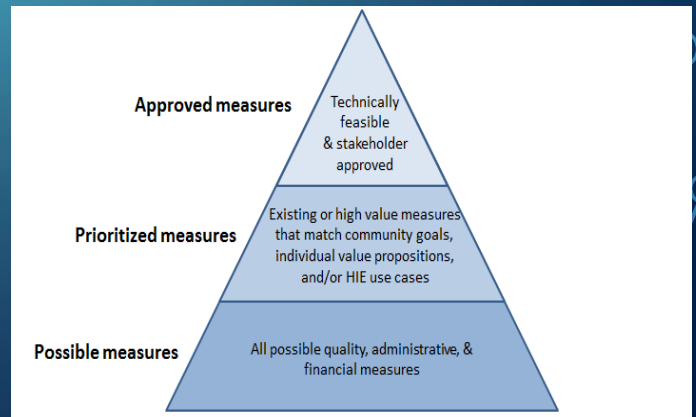 Approved measures
Technically
feasible
& stakeholder
approved
Prioritized measures
Existing or high value measures
that match community goals,
individual value propositions,
and/or HIE use cases
Possible measures
All possible quality, administrative, &
financial measures